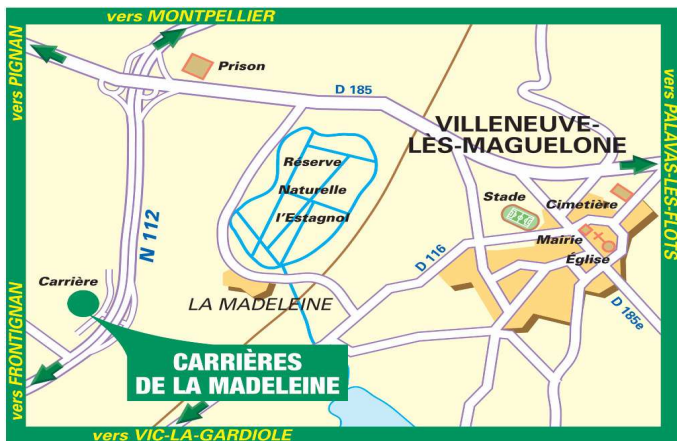 vers MONTPELLIER
vers PIGNAN
Prison
D 185
VILLENEUVE-
LÈS-MAGUELONE
vers PALAVAS-LES-FLOTS
Réserve
Naturelle
l'Estagnol
Stade
Cimetière
Mairie
Église
N 112
D 116
Carrière
LA MADELEINE
D 185e
vers FRONTIGNAN
CARRIÈRES
DE LA MADELEINE
vers VIC-LA-GARDIOLE